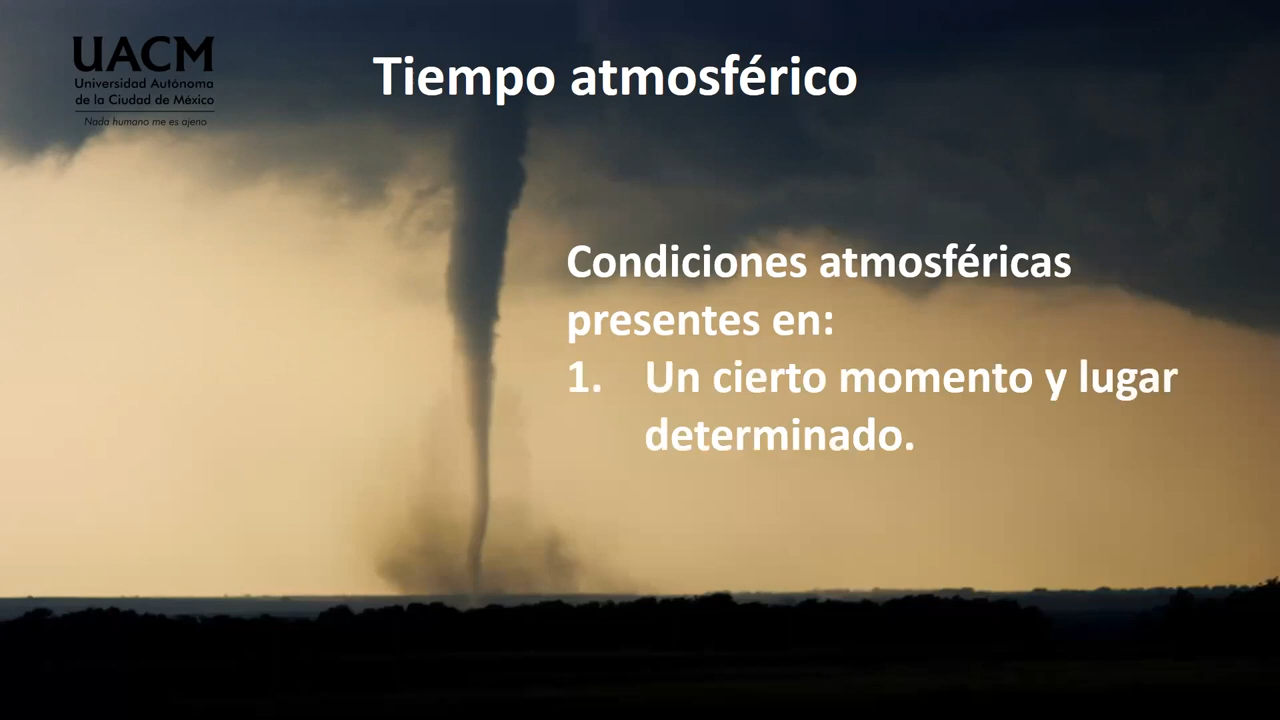 UACM
Universidad Autónoma
de la Ciudad de México
Nada humano me es ajeno
Tiempo atmosférico
Condiciones atmosféricas
presentes en:
1. Un cierto momento y lugar
determinado.